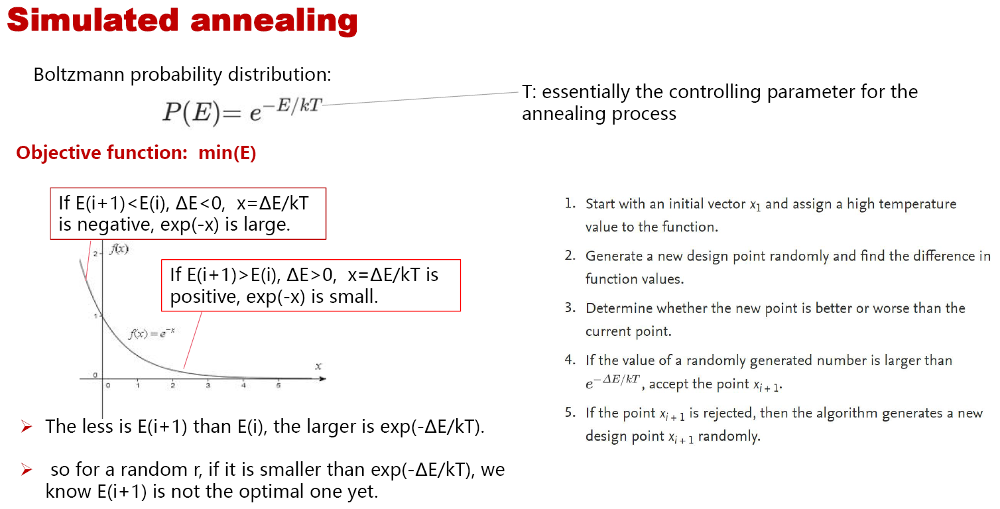 Simulated annealing
Boltzmann probability distribution:
P(E)= e^{-E/kT}
T: essentially the controlling parameter for the
annealing process
Objective function:  min(E)
If E(i+1)<E(i), ΔE<0,  x=ΔE/kT
is negative, exp(-x) is large.
2
f(x)
If E(i+1)>E(i), ΔE>0,  x=ΔE/kT is
positive, exp(-x) is small.
1
f(x)=e^{-x}
x
0
0 1 2 3 4 5
➢ The less is E(i+1) than E(i), the larger is exp(-ΔE/kT).
➢ so for a random r, if it is smaller than exp(-ΔE/kT), we
know E(i+1) is not the optimal one yet.
1. Start with an initial vector x₁ and assign a high temperature
value to the function.
2. Generate a new design point randomly and find the difference in
function values.
3. Determine whether the new point is better or worse than the
current point.
4. If the value of a randomly generated number is larger than
e^{-ΔE/kT}, accept the point x_{i+1}.
5. If the point x_{i+1} is rejected, then the algorithm generates a new
design point x_{i+1} randomly.